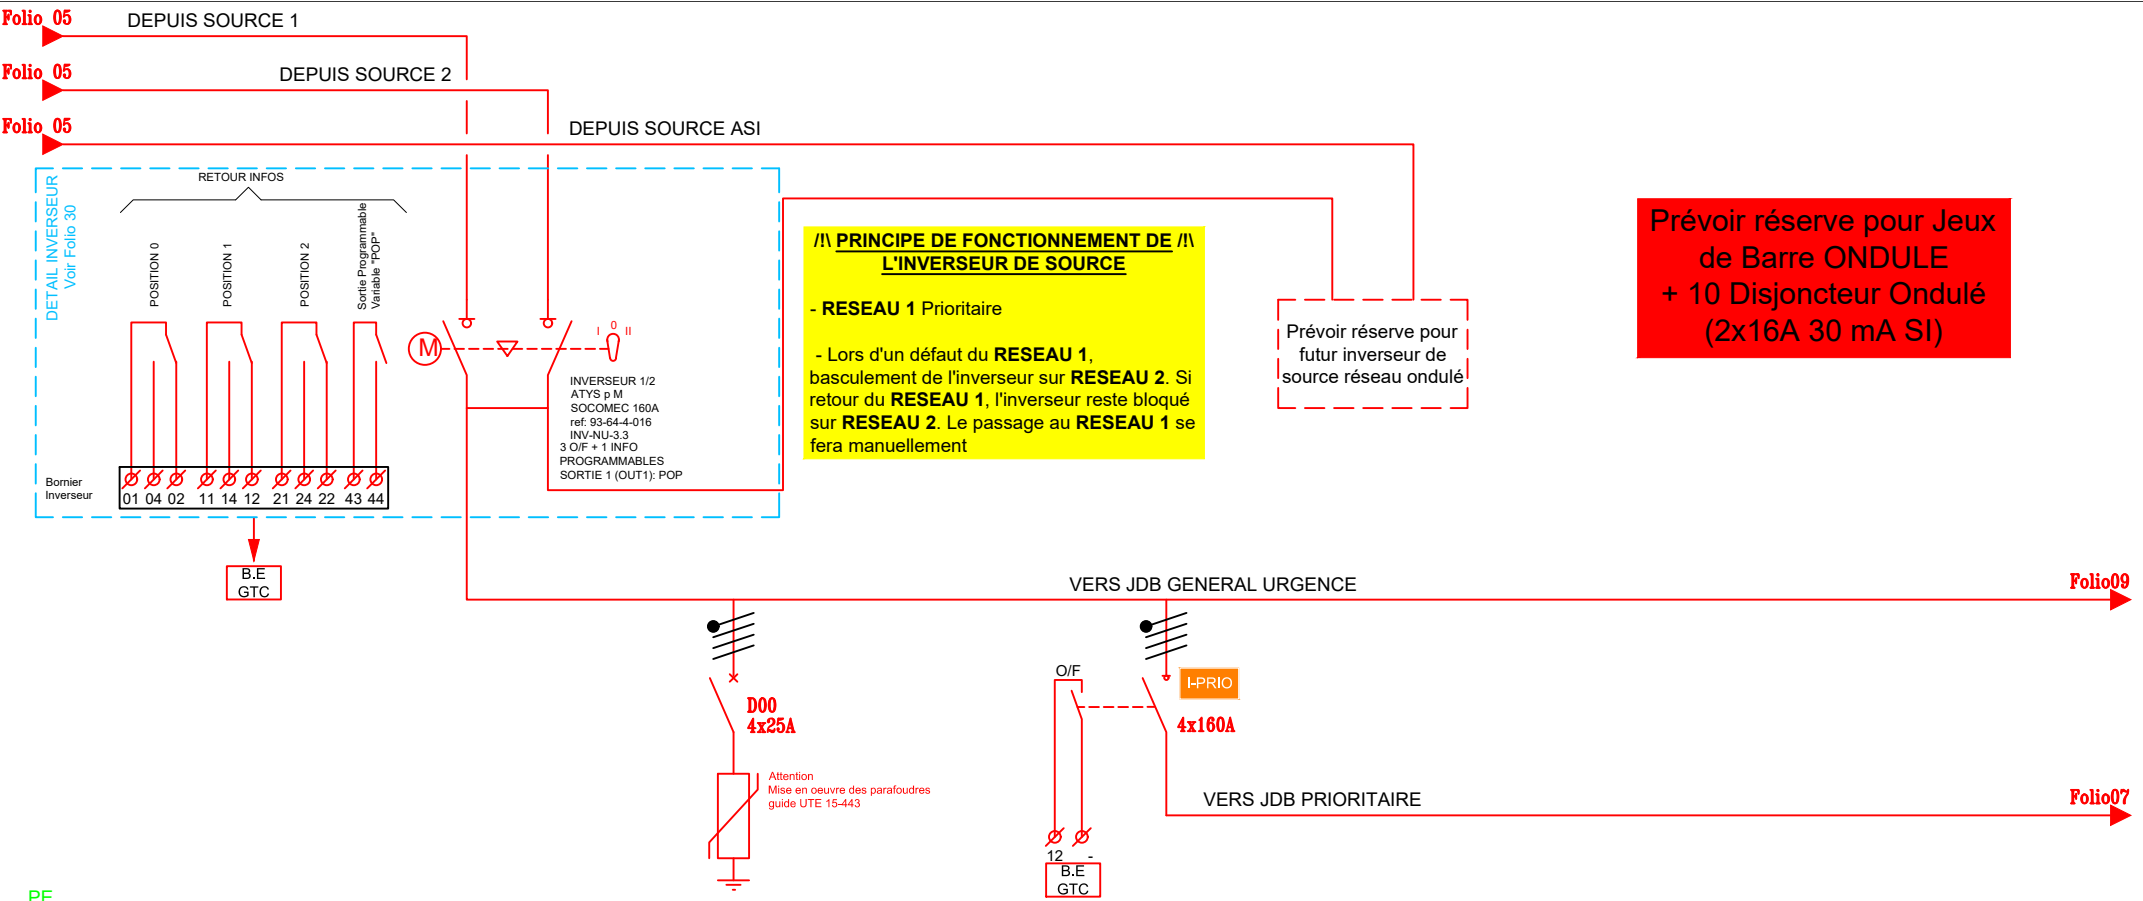 Folio 05
DEPUIS SOURCE 1
Folio 05
DEPUIS SOURCE 2
Folio 05
DEPUIS SOURCE ASI
DETAIL INVERSEUR
Voir Folio 30
RETOUR INFOS
POSITION 0
POSITION 1
POSITION 2
Sortie Programmable
Variable "POP"
M
I 0 II
INVERSEUR 1/2
ATYS p M
SOCOMEC 160A
ref: 93-64-4-016
INV-NU-3.3
3 O/F + 1 INFO
PROGRAMMABLES
SORTIE 1 (OUT1): POP
Bornier
Inverseur
01 04 02 11 14 12 21 24 22 43 44
B.E
GTC
/!\ PRINCIPE DE FONCTIONNEMENT DE /!\
L'INVERSEUR DE SOURCE
- RESEAU 1 Prioritaire
- Lors d'un défaut du RESEAU 1,
basculement de l'inverseur sur RESEAU 2. Si
retour du RESEAU 1, l'inverseur reste bloqué
sur RESEAU 2. Le passage au RESEAU 1 se
fera manuellement
Prévoir réserve pour
futur inverseur de
source réseau ondulé
Prévoir réserve pour Jeux
de Barre ONDULE
+ 10 Disjoncteur Ondulé
(2x16A 30 mA SI)
VERS JDB GENERAL URGENCE
Folio09
D00
4x25A
Attention
Mise en oeuvre des parafoudres
guide UTE 15-443
O/F
I-PRIO
4x160A
VERS JDB PRIORITAIRE
Folio07
12 -
B.E
GTC
PE